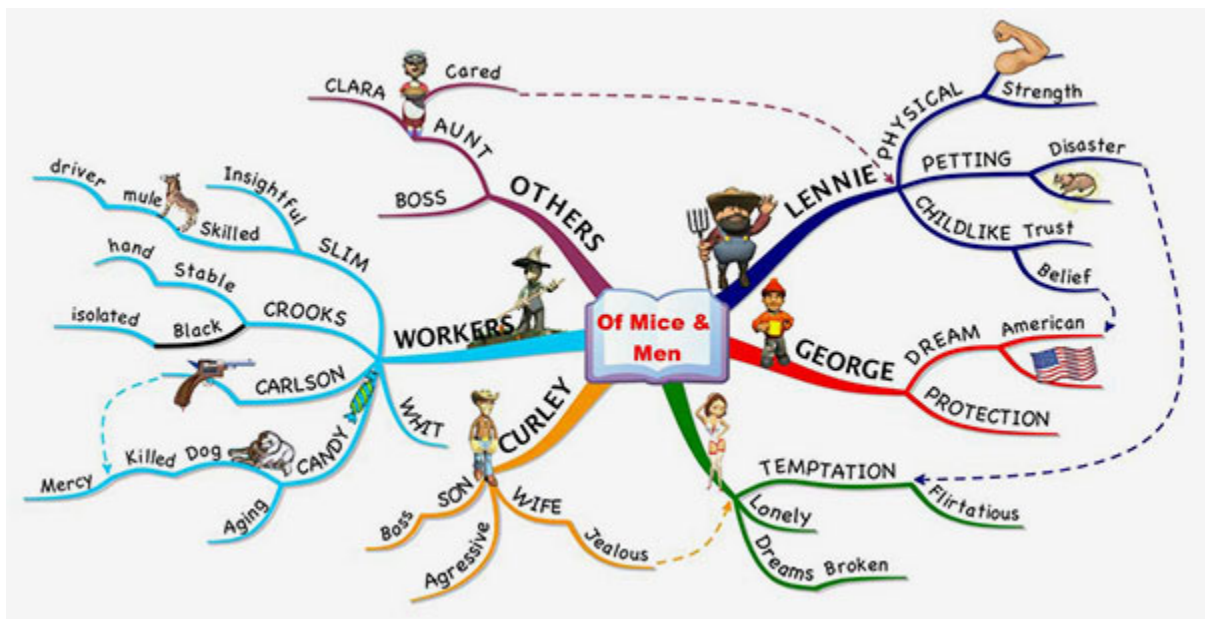 Of Mice &
Men
LENNIE
PHYSICAL
Strength
PETTING
Disaster
CHILDLIKE
Trust
Belief
GEORGE
DREAM
American
PROTECTION
TEMPTATION
Flirtatious
Lonely
Dreams Broken
CURLEY
SON
Boss
Agressive
WIFE
Jealous
WORKERS
SLIM
Insightful
Skilled
mule
driver
CROOKS
Stable
hand
Black
isolated
CARLSON
CANDY
Dog
Killed
Mercy
Aging
WHIT
OTHERS
AUNT
CLARA
Cared
BOSS